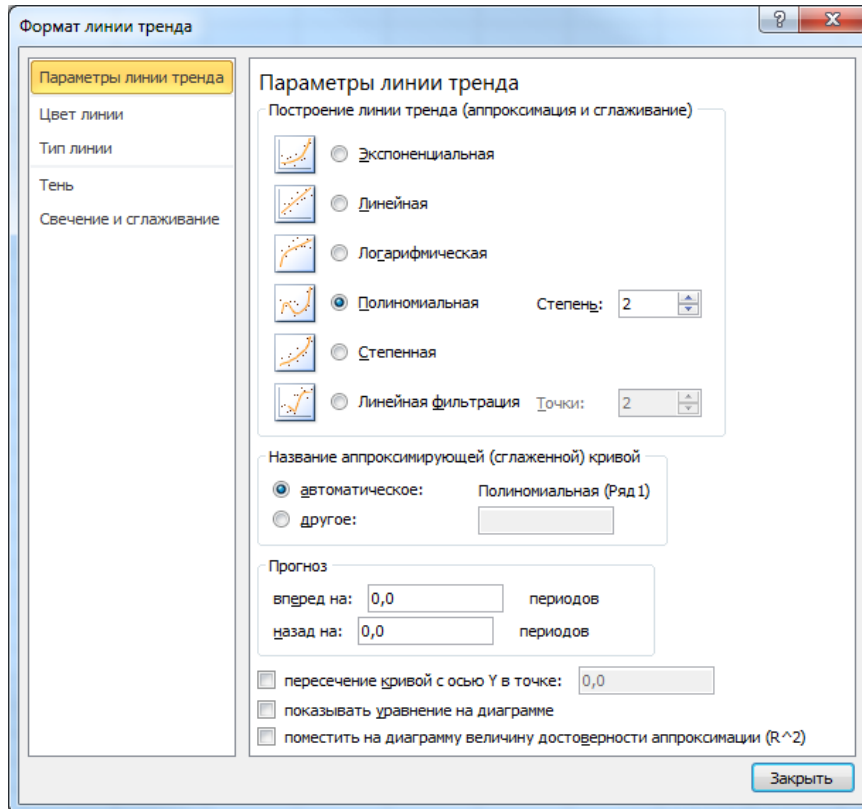 Формат линии тренда
Параметры линии тренда
Цвет линии
Тип линии
Тень
Свечение и сглаживание
Параметры линии тренда
Построение линии тренда (аппроксимация и сглаживание)
Экспоненциальная
Линейная
Логарифмическая
Полиномиальная Степень: 2
Степенная
Линейная фильтрация Точки: 2
Название аппроксимирующей (сглаженной) кривой
автоматическое: Полиномиальная (Ряд1)
другое:
Прогноз
вперед на: 0,0 периодов
назад на: 0,0 периодов
пересечение кривой с осью Y в точке: 0,0
показывать уравнение на диаграмме
поместить на диаграмму величину достоверности аппроксимации (R^2)
Закрыть